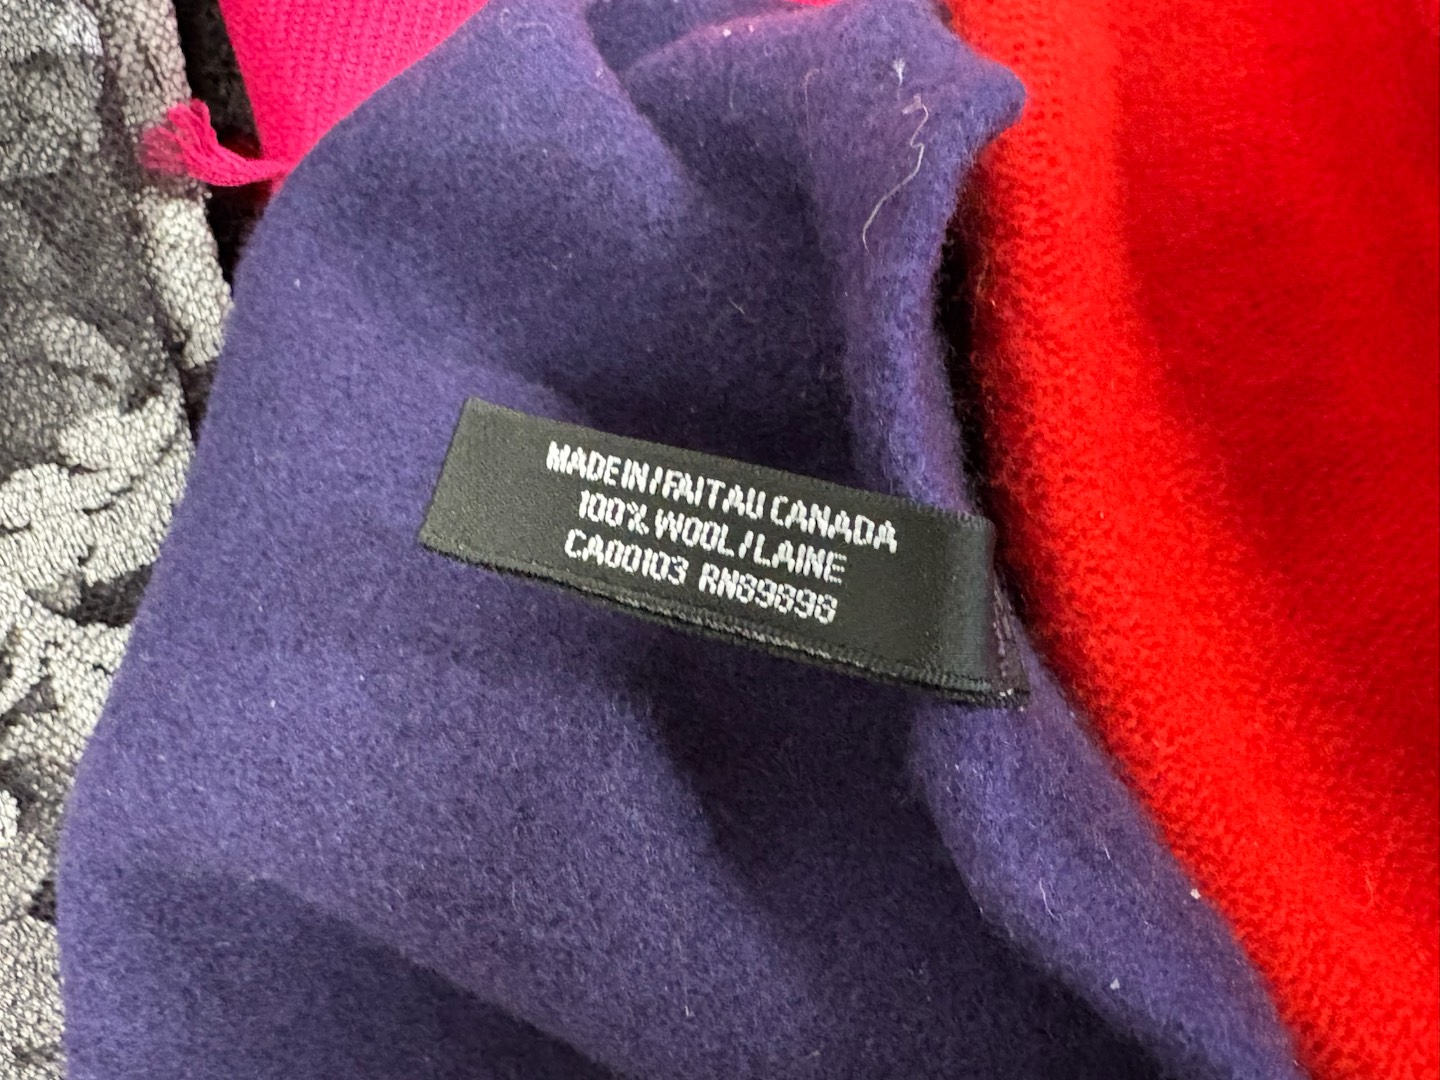 MADE IN / FAIT AU CANADA
100% WOOL / LAINE
CA00103 RN89898